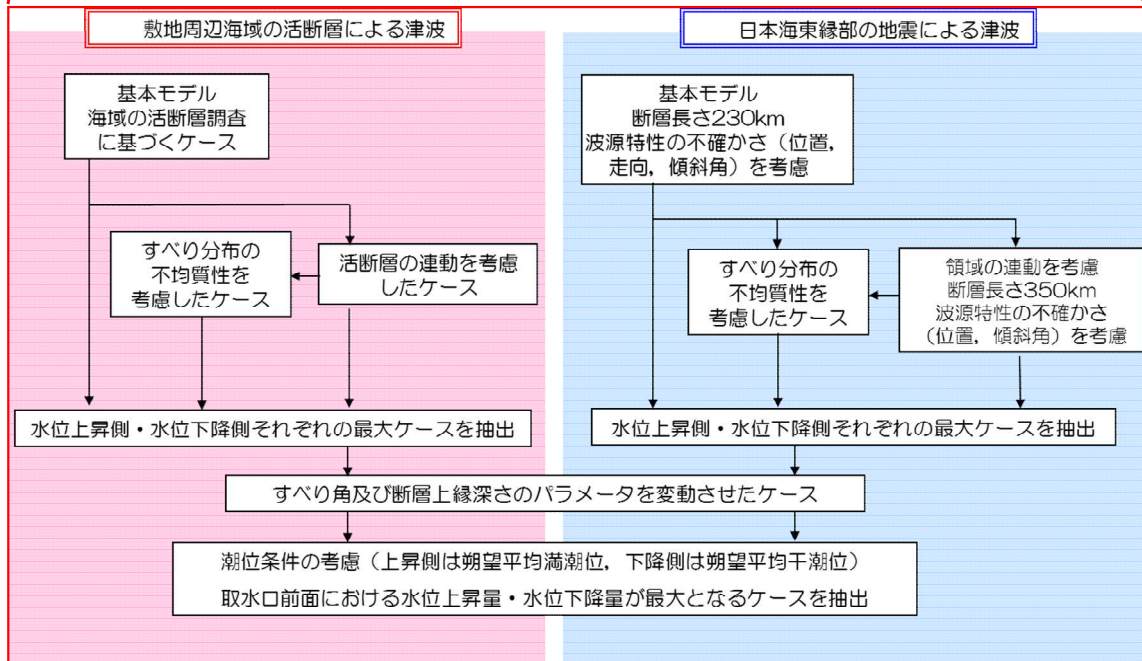 敷地周辺海域の活断層による津波
基本モデル
海域の活断層調査
に基づくケース
すべり分布の
不均質性を
考慮したケース
活断層の連動を考慮
したケース
水位上昇側・水位下降側それぞれの最大ケースを抽出
日本海東縁部の地震による津波
基本モデル
断層長さ230km
波源特性の不確かさ（位置，
走向，傾斜角）を考慮
すべり分布の
不均質性を
考慮したケース
領域の連動を考慮
断層長さ350km
波源特性の不確かさ
（位置，傾斜角）を考慮
水位上昇側・水位下降側それぞれの最大ケースを抽出
すべり角及び断層上縁深さのパラメータを変動させたケース
潮位条件の考慮（上昇側は朔望平均満潮位，下降側は朔望平均干潮位）
取水口前面における水位上昇量・水位下降量が最大となるケースを抽出